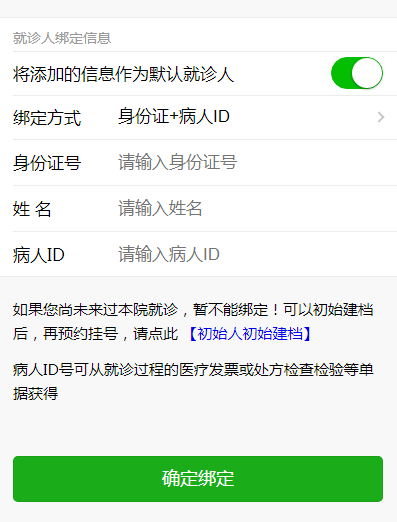 就诊人绑定信息
将添加的信息作为默认就诊人
绑定方式 身份证+病人ID
身份证号 请输入身份证号
姓 名 请输入姓名
病人ID 请输入病人ID
如果您尚未来过本院就诊，暂不能绑定！可以初始建档
后，再预约挂号，请点此 【初始人初始建档】
病人ID号可从就诊过程的医疗发票或处方检查检验等单
据获得
确定绑定